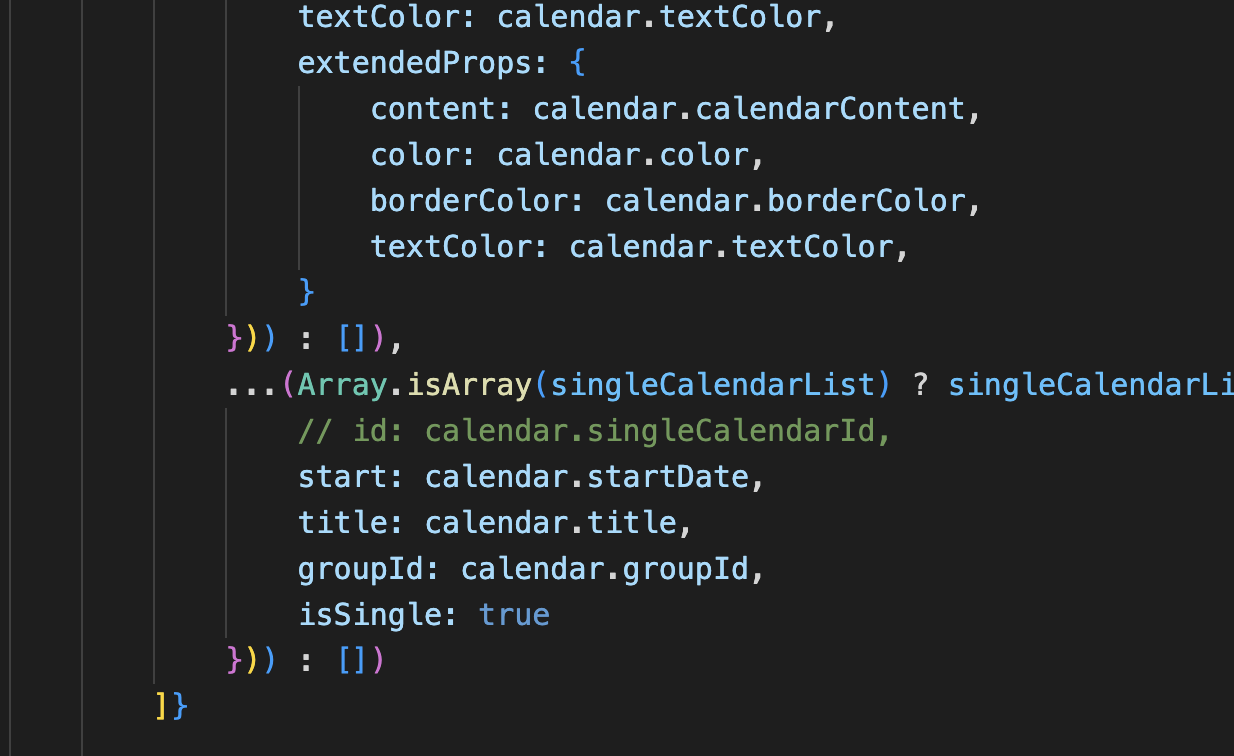 textColor: calendar.textColor,
extendedProps: {
content: calendar.calendarContent,
color: calendar.color,
borderColor: calendar.borderColor,
textColor: calendar.textColor,
}
})) : []),
...(Array.isArray(singleCalendarList) ? singleCalendarLi
// id: calendar.singleCalendarId,
start: calendar.startDate,
title: calendar.title,
groupId: calendar.groupId,
isSingle: true
})) : [])
]}